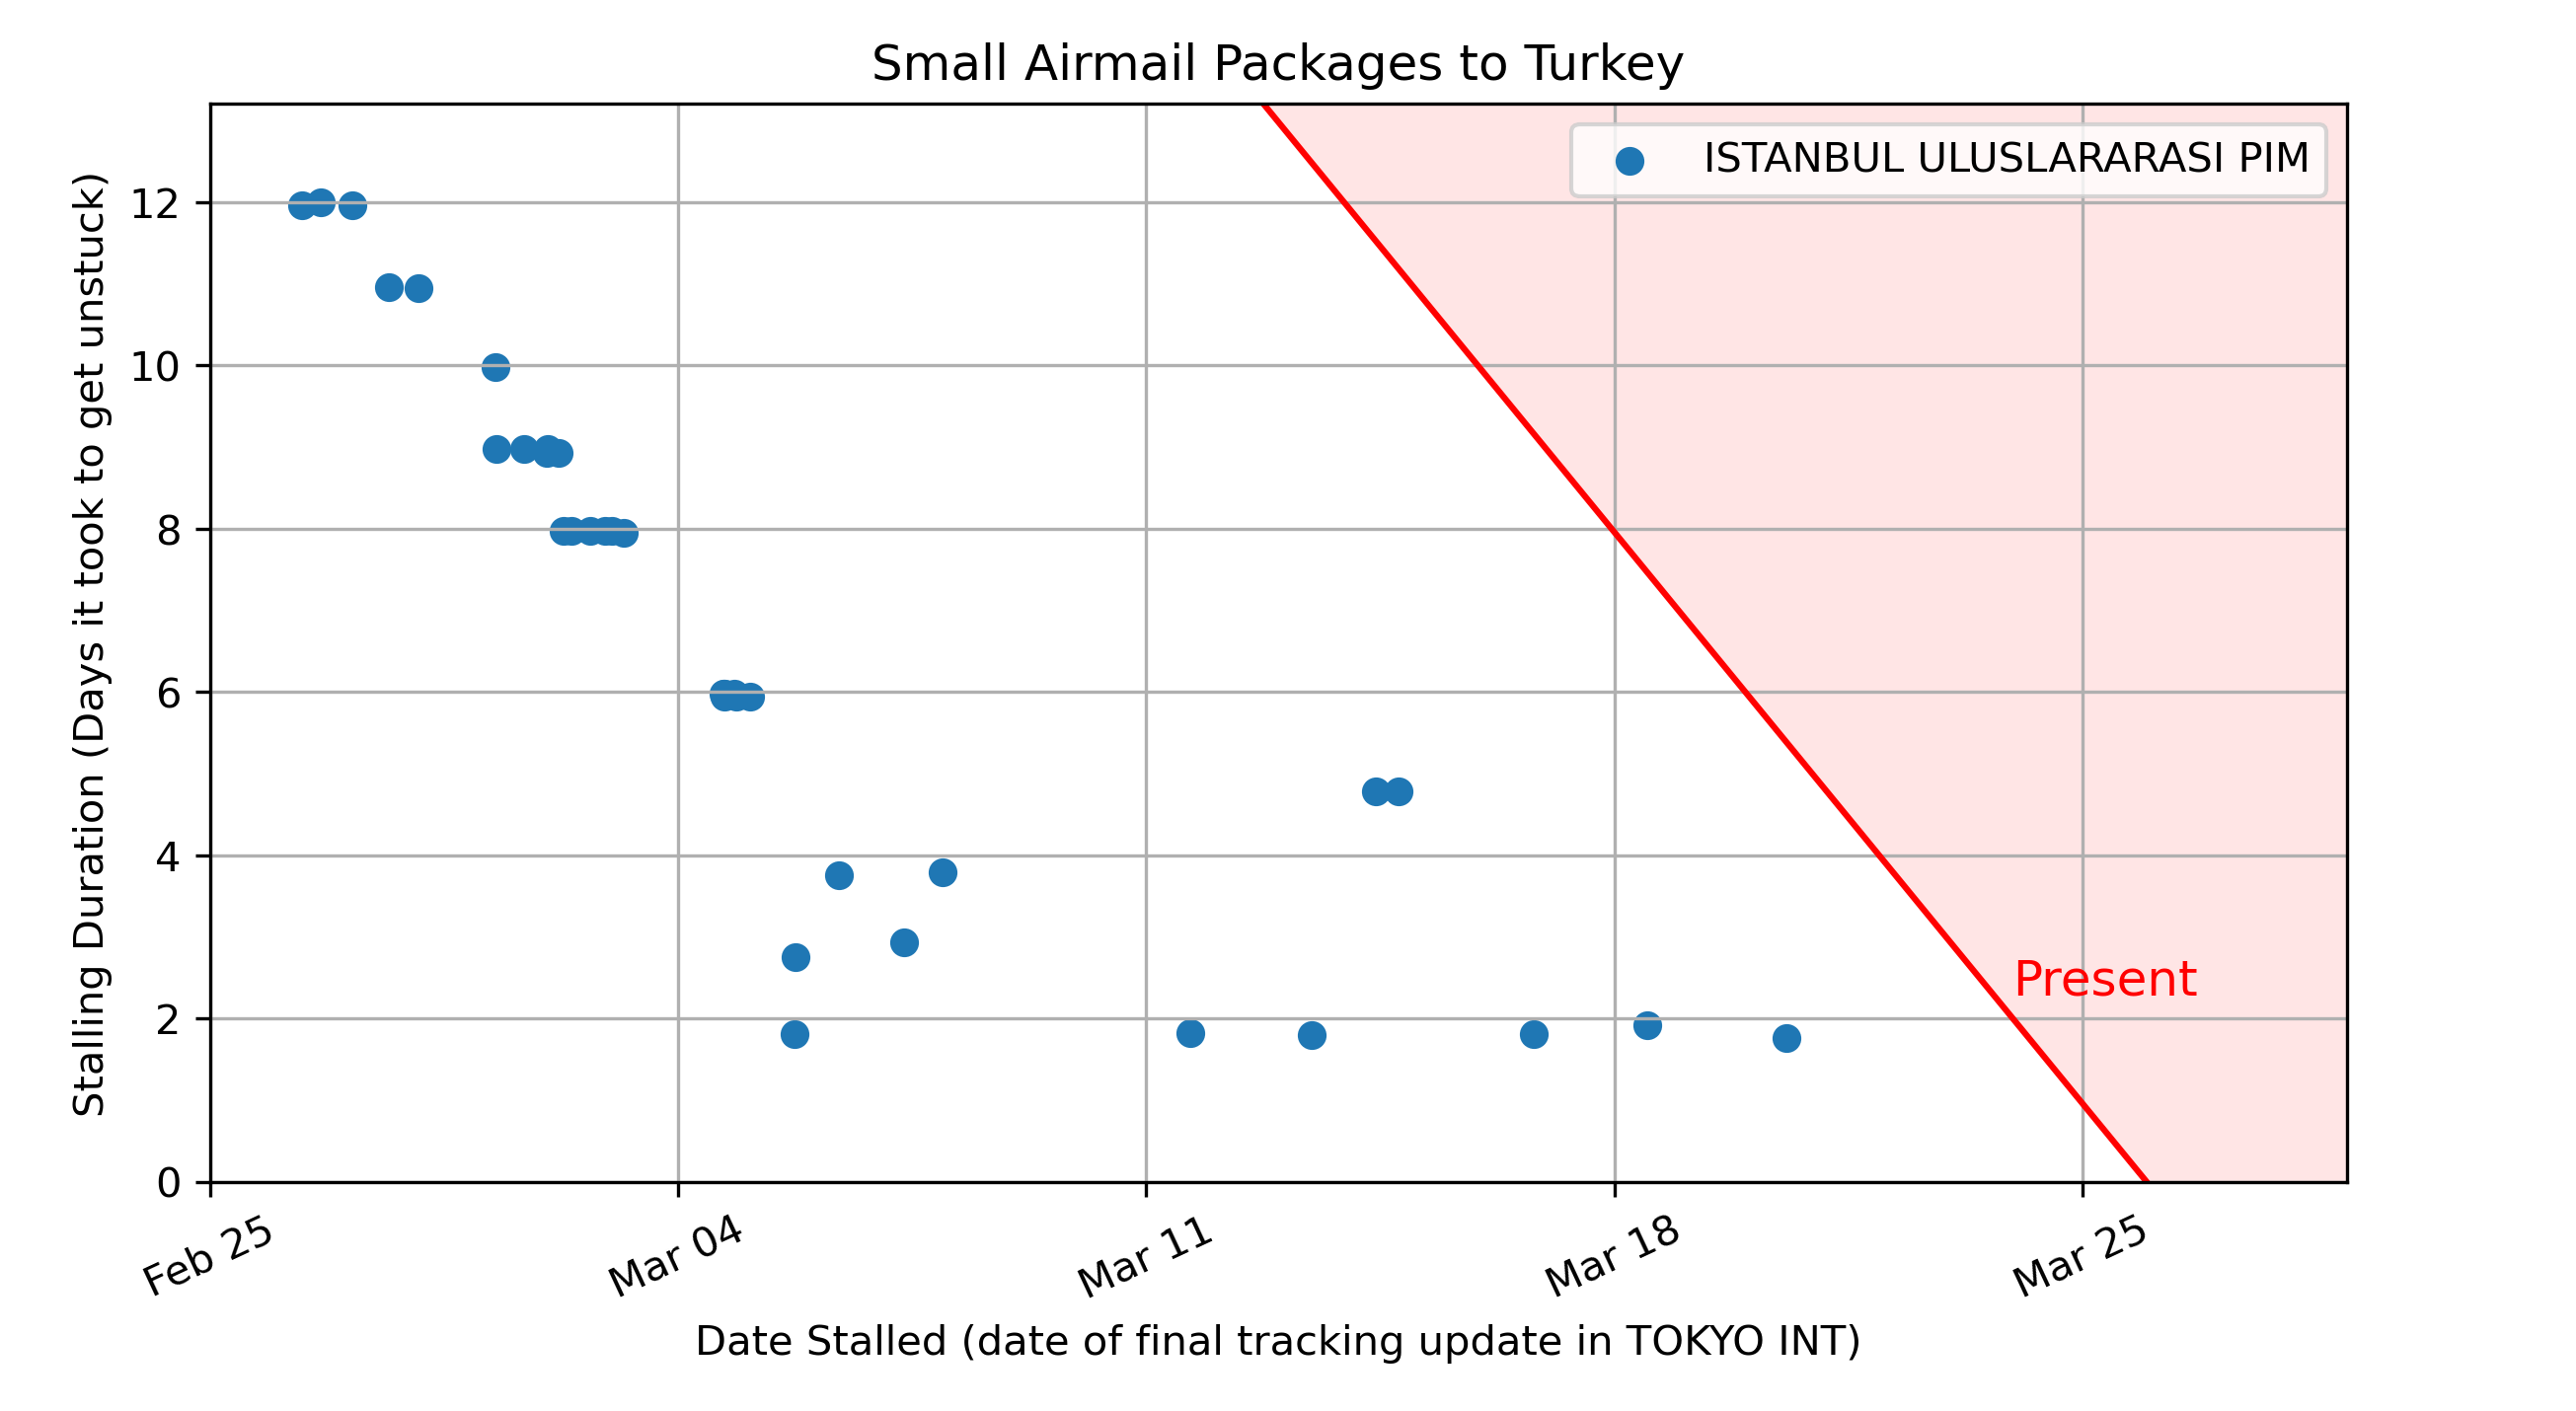 Small Airmail Packages to Turkey
ISTANBUL ULUSLARARASI PIM
Stalling Duration (Days it took to get unstuck)
12
10
8
6
4
2
0
Present
Feb 25
Mar 04
Mar 11
Mar 18
Mar 25
Date Stalled (date of final tracking update in TOKYO INT)